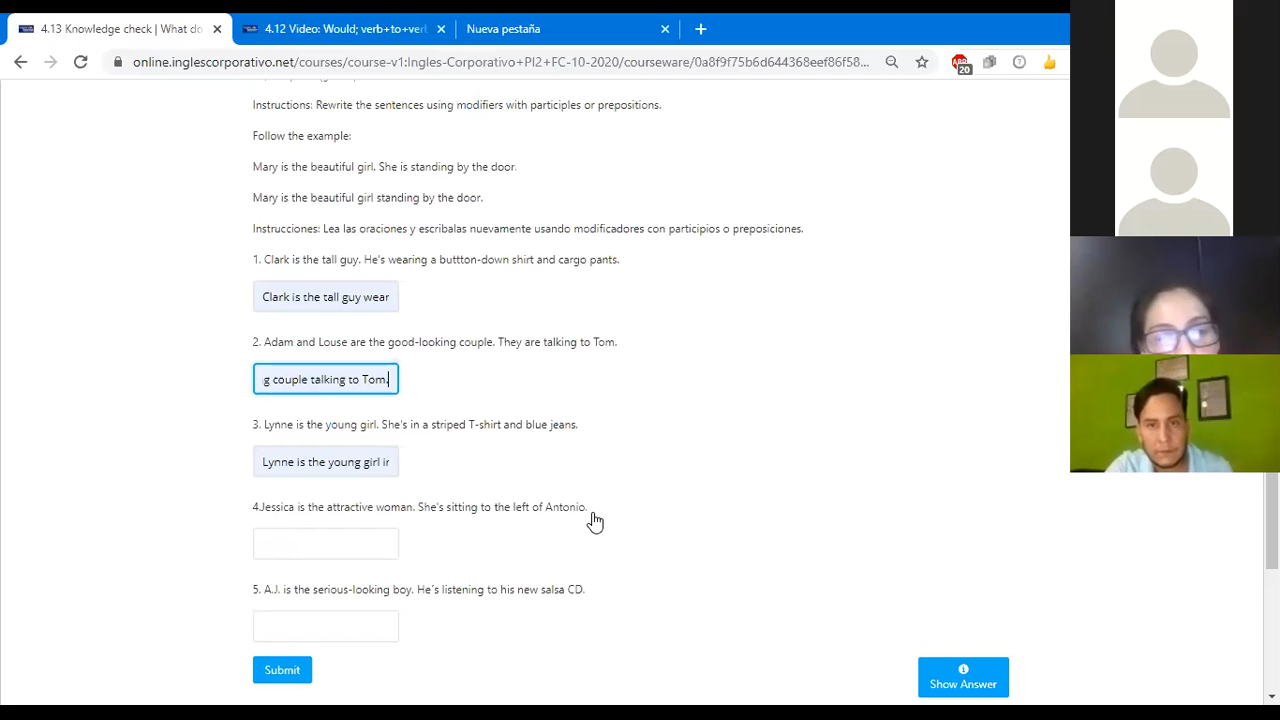 4.13 Knowledge check | What do
4.12 Video: Would; verb+to+verb
Nueva pestaña
online.inglescorporativo.net/courses/course-v1:Ingles-Corporativo+PI2+FC-10-2020/courseware/0a8f9f75b6d644368eef86f58...
20
Instructions: Rewrite the sentences using modifiers with participles or prepositions.
Follow the example:
Mary is the beautiful girl. She is standing by the door.
Mary is the beautiful girl standing by the door.
Instrucciones: Lea las oraciones y escribalas nuevamente usando modificadores con participios o preposiciones.
1. Clark is the tall guy. He's wearing a buttton-down shirt and cargo pants.
Clark is the tall guy wear
2. Adam and Louse are the good-looking couple. They are talking to Tom.
g couple talking to Tom.
3. Lynne is the young girl. She's in a striped T-shirt and blue jeans.
Lynne is the young girl ir
4.Jessica is the attractive woman. She's sitting to the left of Antonio.
5. A.J. is the serious-looking boy. He´s listening to his new salsa CD.
Submit
Show Answer